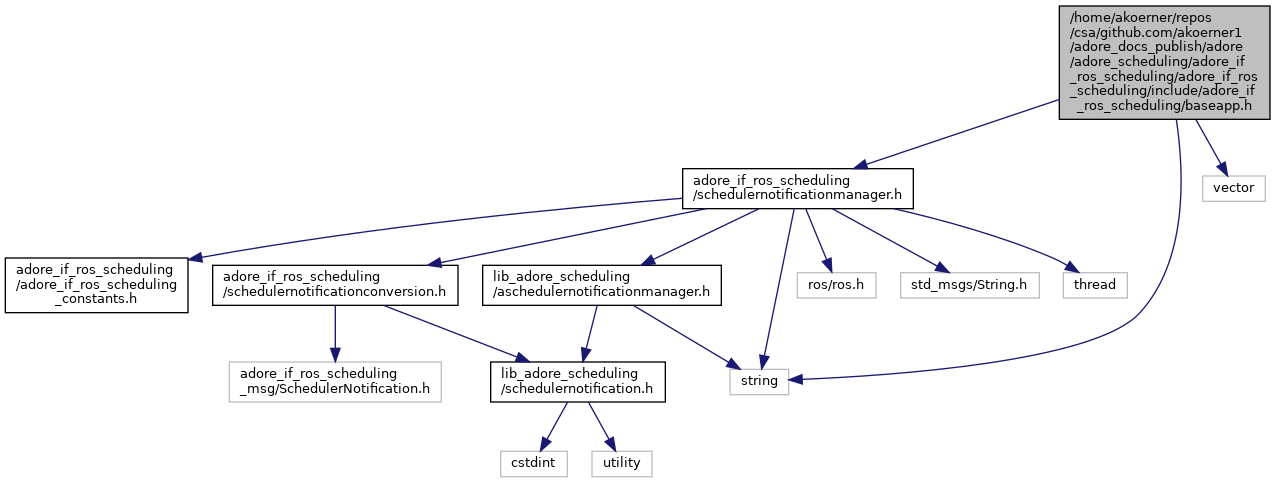 /home/akoerner/repos
/csa/github.com/akoerner1
/adore_docs_publish/adore
/adore_scheduling/adore_if
_ros_scheduling/adore_if_ros
_scheduling/include/adore_if
_ros_scheduling/baseapp.h
adore_if_ros_scheduling
/schedulernotificationmanager.h
vector
adore_if_ros_scheduling
/adore_if_ros_scheduling
_constants.h
adore_if_ros_scheduling
/schedulernotificationconversion.h
lib_adore_scheduling
/aschedulernotificationmanager.h
ros/ros.h
std_msgs/String.h
thread
adore_if_ros_scheduling
_msg/SchedulerNotification.h
lib_adore_scheduling
/schedulernotification.h
string
cstdint
utility